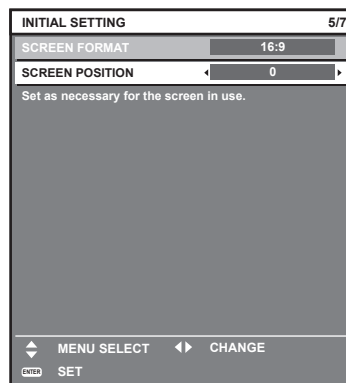 INITIAL SETTING 5/7
SCREEN FORMAT 16:9
SCREEN POSITION 0
Set as necessary for the screen in use.
MENU SELECT CHANGE
ENTER SET